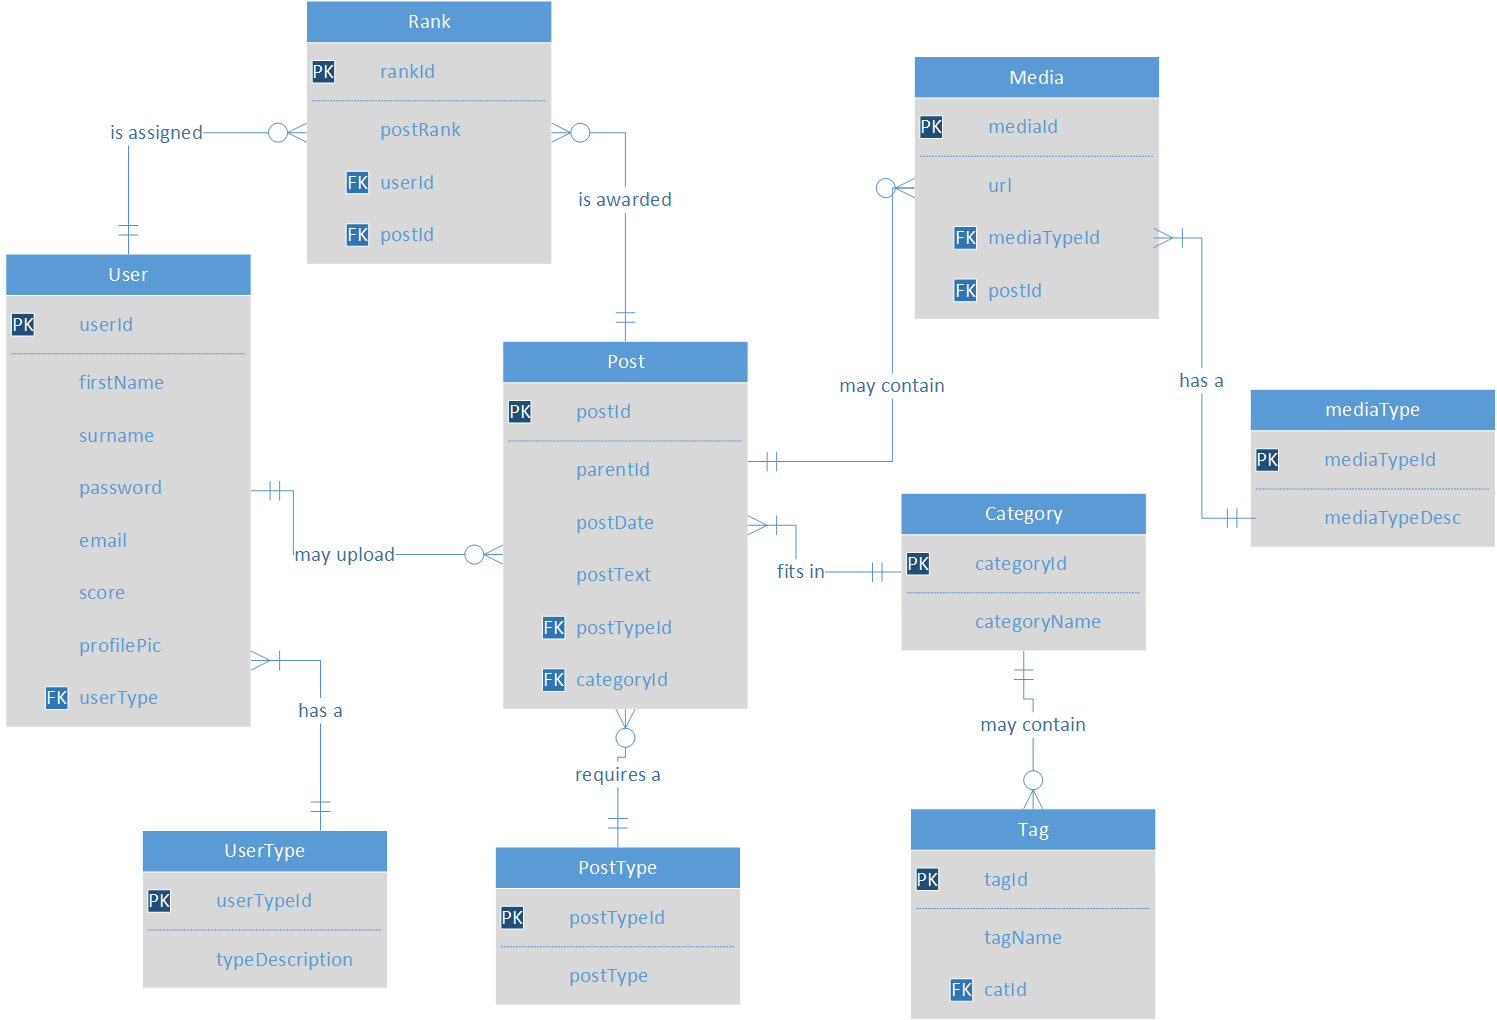 Rank
PK rankId
postRank
FK userId
FK postId
is assigned
is awarded
Media
PK mediaId
url
FK mediaTypeId
FK postId
User
PK userId
firstName
surname
password
email
score
profilePic
FK userType
Post
PK postId
parentId
postDate
postText
FK postTypeId
FK categoryId
may contain
has a
mediaType
PK mediaTypeId
mediaTypeDesc
may upload
fits in
Category
PK categoryId
categoryName
has a
requires a
may contain
UserType
PK userTypeId
typeDescription
PostType
PK postTypeId
postType
Tag
PK tagId
tagName
FK catId